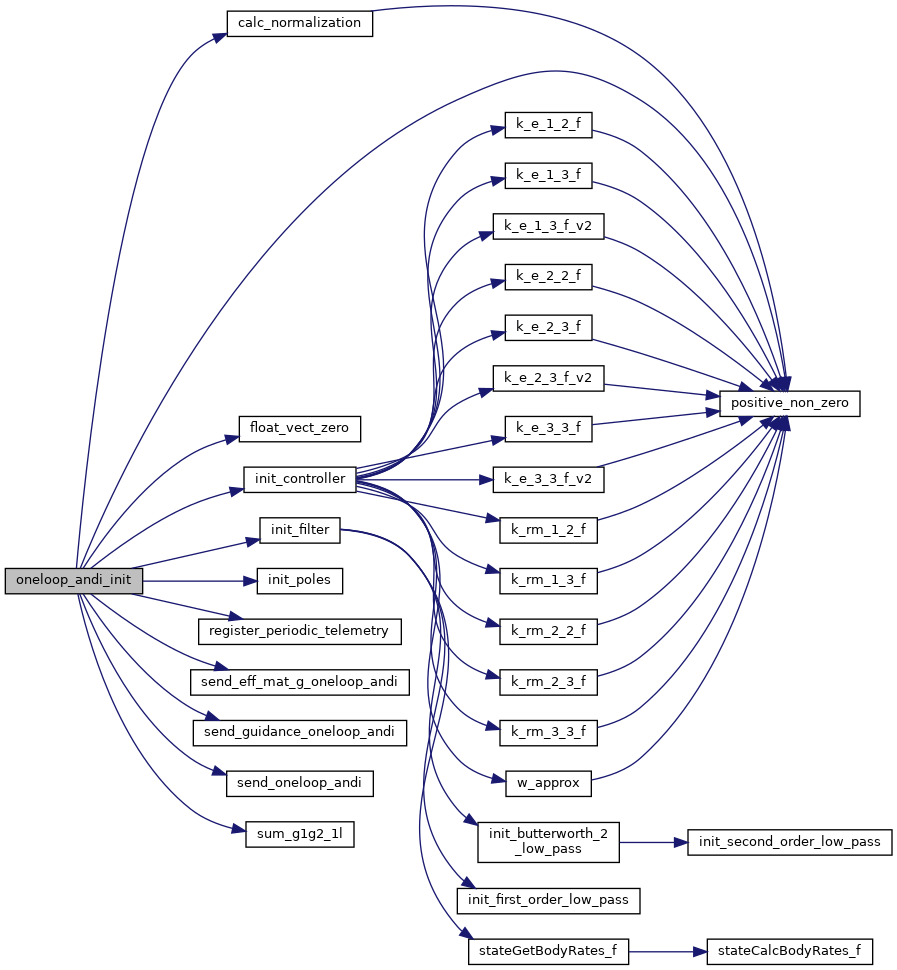 calc_normalization
k_e_1_2_f
k_e_1_3_f
k_e_1_3_f_v2
k_e_2_2_f
k_e_2_3_f
k_e_2_3_f_v2
positive_non_zero
float_vect_zero
k_e_3_3_f
init_controller
k_e_3_3_f_v2
init_filter
k_rm_1_2_f
oneloop_andi_init
init_poles
k_rm_1_3_f
register_periodic_telemetry
k_rm_2_2_f
send_eff_mat_g_oneloop_andi
k_rm_2_3_f
send_guidance_oneloop_andi
k_rm_3_3_f
send_oneloop_andi
w_approx
sum_g1g2_1l
init_butterworth_2
_low_pass
init_second_order_low_pass
init_first_order_low_pass
stateGetBodyRates_f
stateCalcBodyRates_f